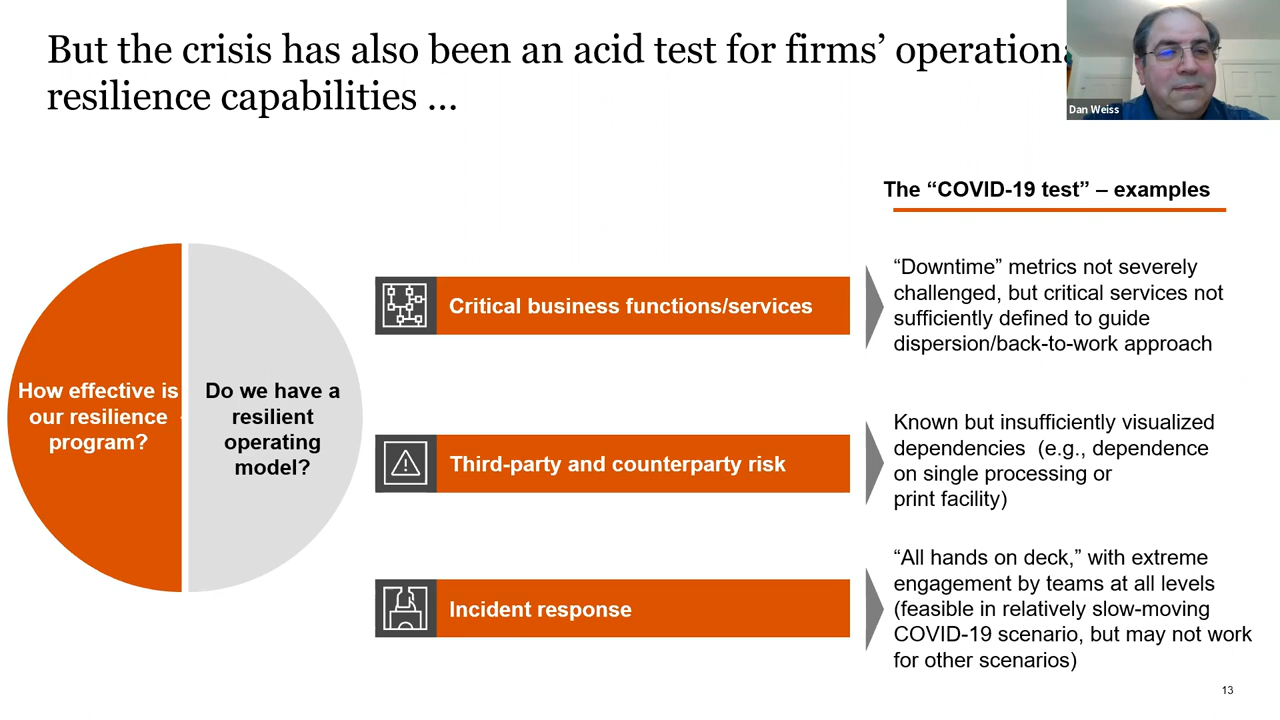 But the crisis has also been an acid test for firms’ operationa
resilience capabilities ...
Dan Weiss
The “COVID-19 test” – examples
How effective is
our resilience
program?
Do we have a
resilient
operating
model?
Critical business functions/services
“Downtime” metrics not severely
challenged, but critical services not
sufficiently defined to guide
dispersion/back-to-work approach
Third-party and counterparty risk
Known but insufficiently visualized
dependencies (e.g., dependence
on single processing or
print facility)
Incident response
“All hands on deck,” with extreme
engagement by teams at all levels
(feasible in relatively slow-moving
COVID-19 scenario, but may not work
for other scenarios)
13